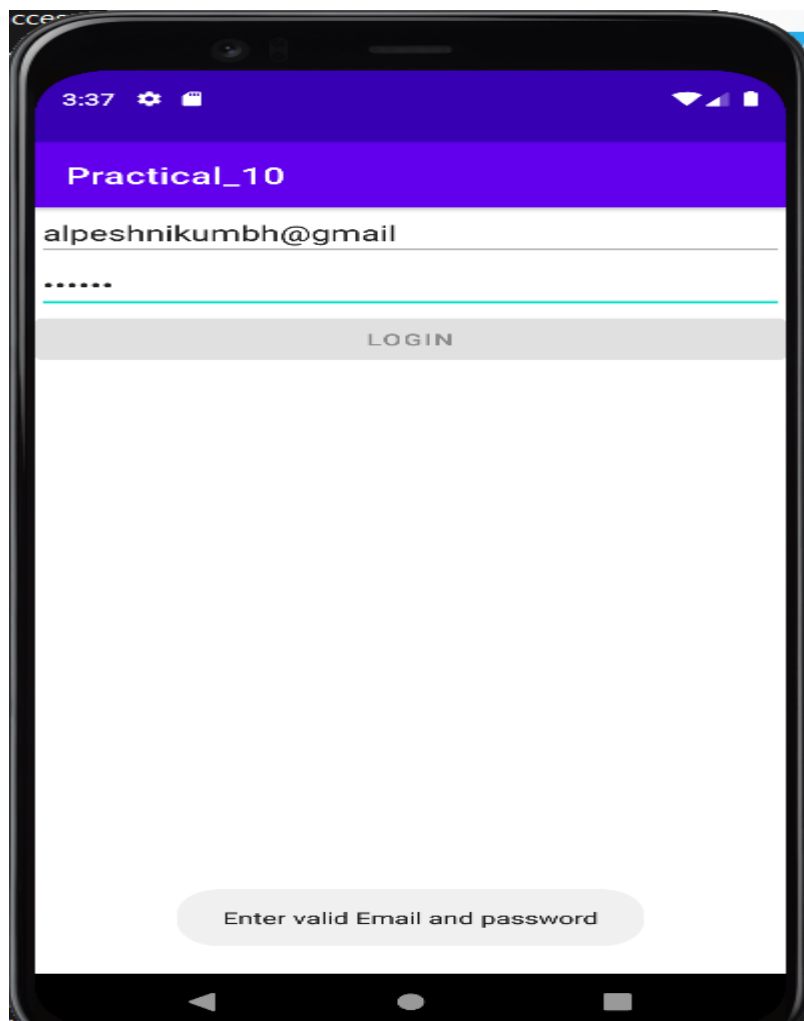 3:37
Practical_10
alpeshnikumbh@gmail
••••••
LOGIN
Enter valid Email and password